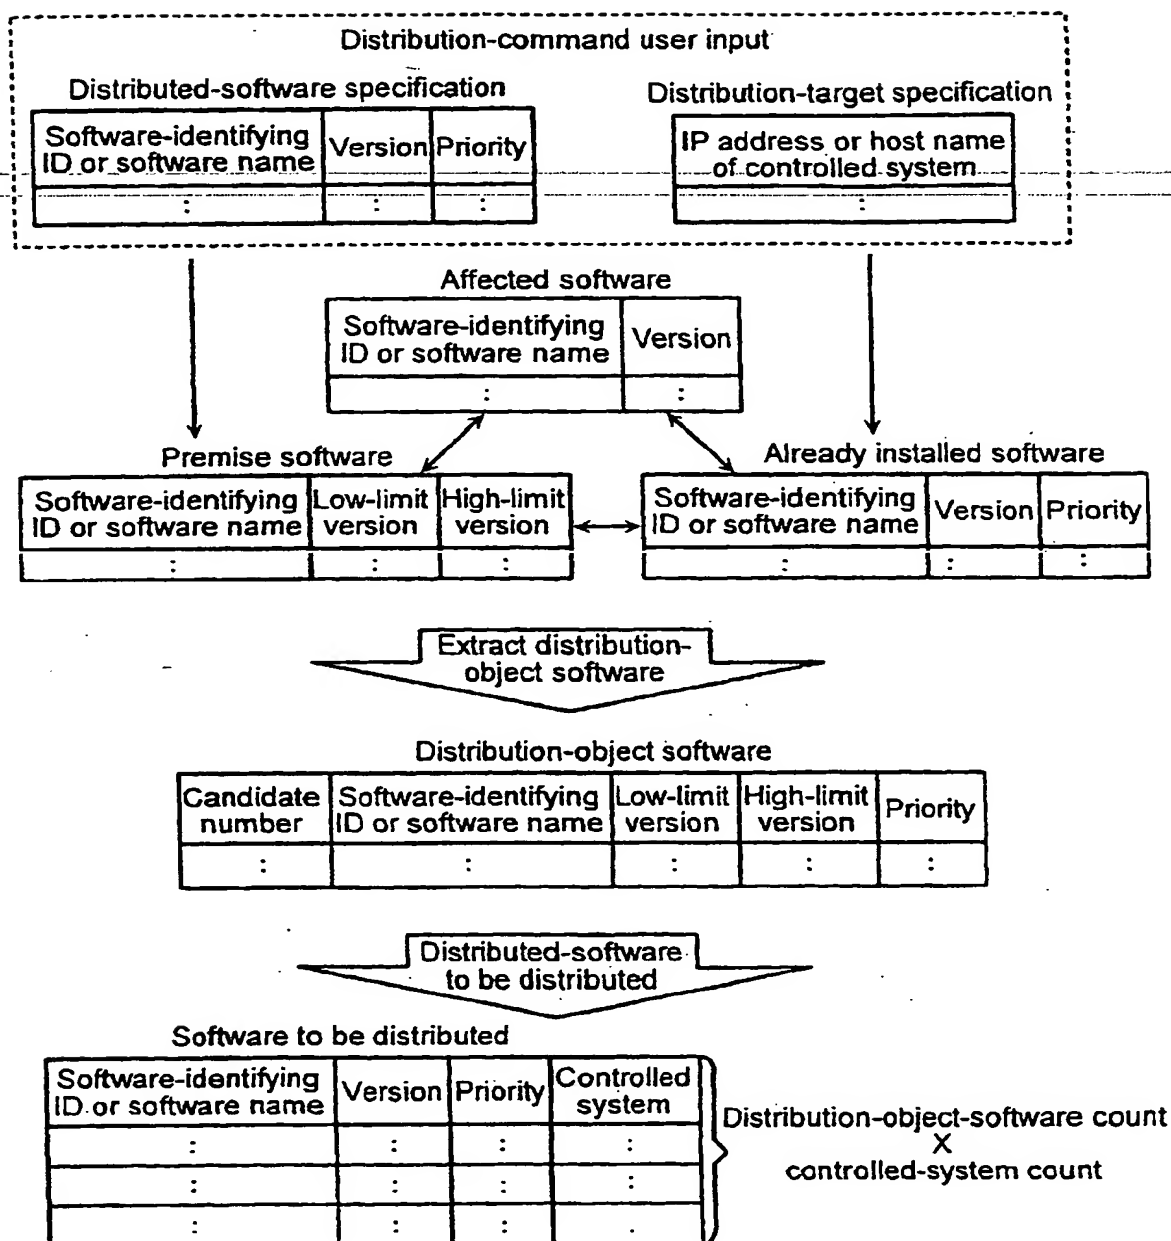 Distribution-command user input
Distributed-software specification
Software-identifying
ID or software name
Version
Priority
:
:
:
Distribution-target specification
IP address or host name
of controlled system
:
Affected software
Software-identifying
ID or software name
Version
:
:
Premise software
Software-identifying
ID or software name
Low-limit
version
High-limit
version
:
:
:
Already installed software
Software-identifying
ID or software name
Version
Priority
:
:
:
Extract distribution-
object software
Distribution-object software
Candidate
number
Software-identifying
ID or software name
Low-limit
version
High-limit
version
Priority
:
:
:
:
:
Distributed-software
to be distributed
Software to be distributed
Software-identifying
ID or software name
Version
Priority
Controlled
system
:
:
:
:
:
:
:
:
:
:
:
.
Distribution-object-software count
X
controlled-system count